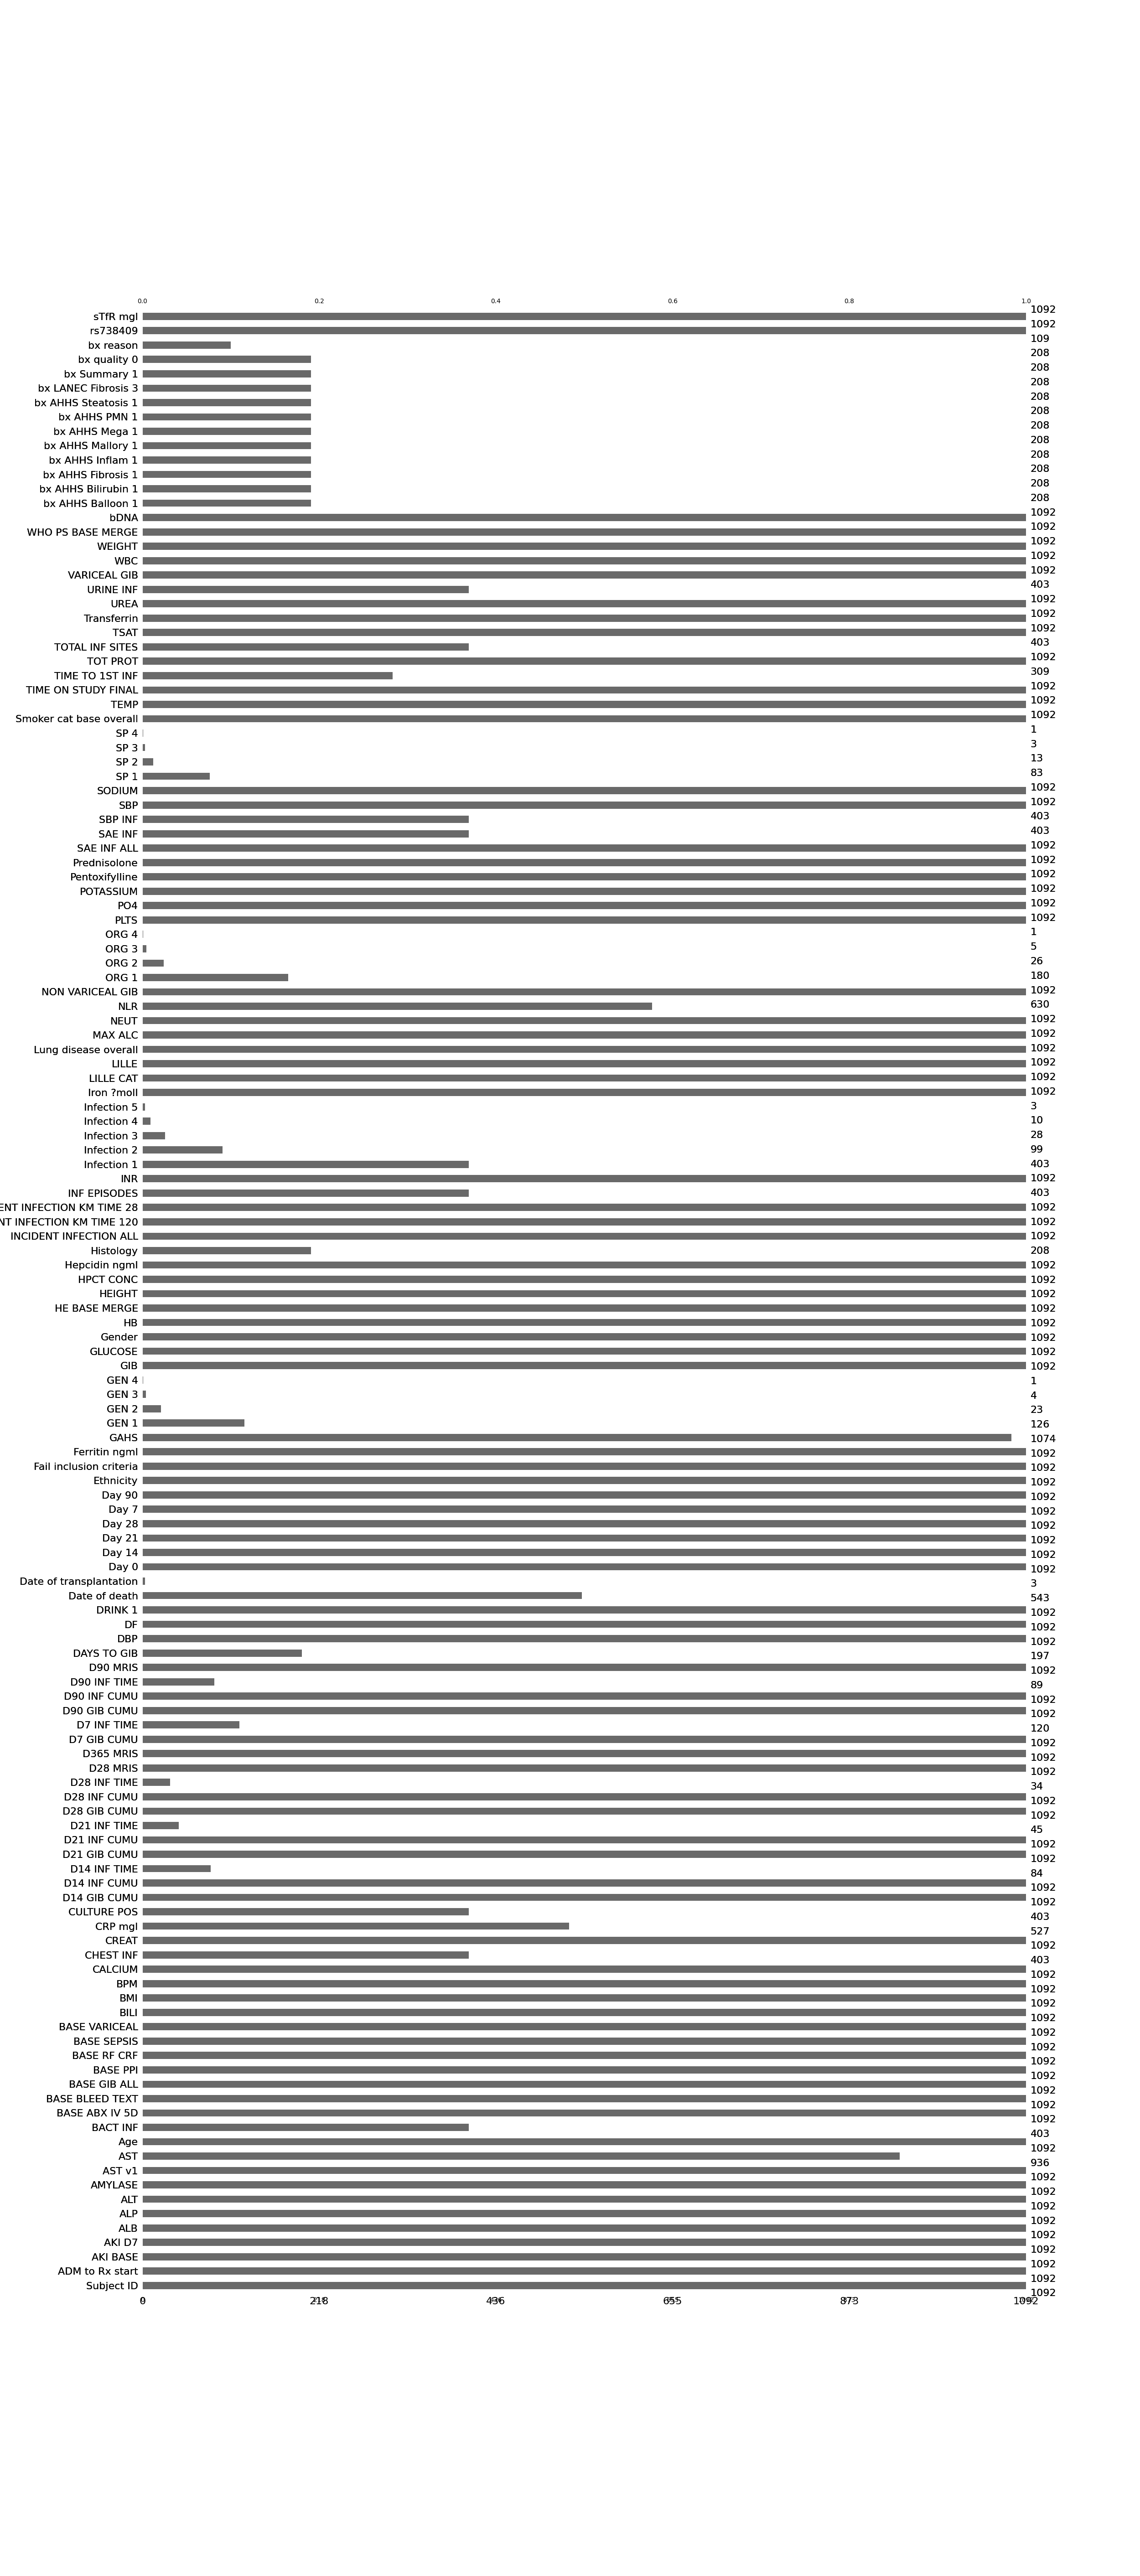 0.0 0.2 0.4 0.6 0.8 1.0
sTfR mgl 1092
rs738409 1092
bx reason 109
bx quality 0 208
bx Summary 1 208
bx LANEC Fibrosis 3 208
bx AHHS Steatosis 1 208
bx AHHS PMN 1 208
bx AHHS Mega 1 208
bx AHHS Mallory 1 208
bx AHHS Inflam 1 208
bx AHHS Fibrosis 1 208
bx AHHS Bilirubin 1 208
bx AHHS Balloon 1 208
bDNA 1092
WHO PS BASE MERGE 1092
WEIGHT 1092
WBC 1092
VARICEAL GIB 1092
URINE INF 403
UREA 1092
Transferrin 1092
TSAT 1092
TOTAL INF SITES 403
TOT PROT 1092
TIME TO 1ST INF 309
TIME ON STUDY FINAL 1092
TEMP 1092
Smoker cat base overall 1092
SP 4 1
SP 3 3
SP 2 13
SP 1 83
SODIUM 1092
SBP 1092
SBP INF 403
SAE INF 403
SAE INF ALL 1092
Prednisolone 1092
Pentoxifylline 1092
POTASSIUM 1092
PO4 1092
PLTS 1092
ORG 4 1
ORG 3 5
ORG 2 26
ORG 1 180
NON VARICEAL GIB 1092
NLR 630
NEUT 1092
MAX ALC 1092
Lung disease overall 1092
LILLE 1092
LILLE CAT 1092
Iron ?moll 1092
Infection 5 3
Infection 4 10
Infection 3 28
Infection 2 99
Infection 1 403
INR 1092
INF EPISODES 403
ENT INFECTION KM TIME 28 1092
NT INFECTION KM TIME 120 1092
INCIDENT INFECTION ALL 1092
Histology 208
Hepcidin ngml 1092
HPCT CONC 1092
HEIGHT 1092
HE BASE MERGE 1092
HB 1092
Gender 1092
GLUCOSE 1092
GIB 1092
GEN 4 1
GEN 3 4
GEN 2 23
GEN 1 126
GAHS 1074
Ferritin ngml 1092
Fail inclusion criteria 1092
Ethnicity 1092
Day 90 1092
Day 7 1092
Day 28 1092
Day 21 1092
Day 14 1092
Day 0 1092
Date of transplantation 3
Date of death 543
DRINK 1 1092
DF 1092
DBP 1092
DAYS TO GIB 197
D90 MRIS 1092
D90 INF TIME 89
D90 INF CUMU 1092
D90 GIB CUMU 1092
D7 INF TIME 120
D7 GIB CUMU 1092
D365 MRIS 1092
D28 MRIS 1092
D28 INF TIME 34
D28 INF CUMU 1092
D28 GIB CUMU 1092
D21 INF TIME 45
D21 INF CUMU 1092
D21 GIB CUMU 1092
D14 INF TIME 84
D14 INF CUMU 1092
D14 GIB CUMU 1092
CULTURE POS 403
CRP mgl 527
CREAT 1092
CHEST INF 403
CALCIUM 1092
BPM 1092
BMI 1092
BILI 1092
BASE VARICEAL 1092
BASE SEPSIS 1092
BASE RF CRF 1092
BASE PPI 1092
BASE GIB ALL 1092
BASE BLEED TEXT 1092
BASE ABX IV 5D 1092
BACT INF 403
Age 1092
AST 936
AST v1 1092
AMYLASE 1092
ALT 1092
ALP 1092
ALB 1092
AKI D7 1092
AKI BASE 1092
ADM to Rx start 1092
Subject ID 1092
0 218 436 655 873 1092